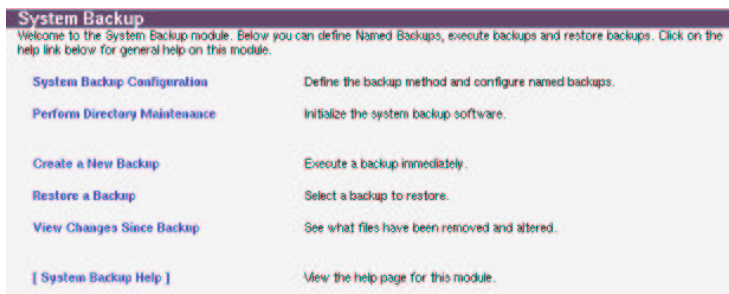 System Backup
Welcome to the System Backup module. Below you can define Named Backups, execute backups and restore backups. Click on the
help link below for general help on this module.
System Backup Configuration Define the backup method and configure named backups.
Perform Directory Maintenance Initialize the system backup software.
Create a New Backup Execute a backup immediately.
Restore a Backup Select a backup to restore.
View Changes Since Backup See what files have been removed and altered.
[ System Backup Help ] View the help page for this module.